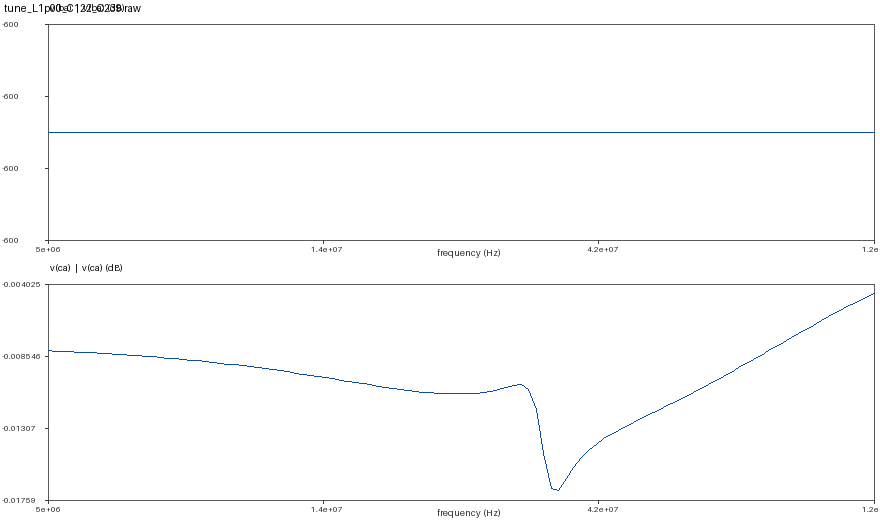 -600
-600
-600
-600
5e+06
1.4e+07
4.2e+07
1.2e
frequency (Hz)
v(ca) | v(ca) (dB)
-0.004025
-0.008546
-0.01307
-0.01759
5e+06
1.4e+07
4.2e+07
1.2e
frequency (Hz)